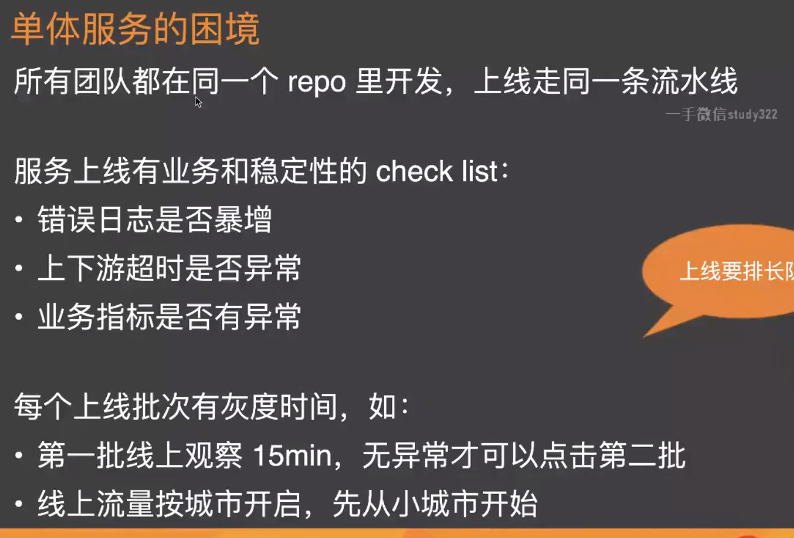 单体服务的困境
所有团队都在同一个 repo 里开发，上线走同一条流水线
一手微信study322
服务上线有业务和稳定性的 check list：
• 错误日志是否暴增
• 上下游超时是否异常
上线要排长
• 业务指标是否有异常
每个上线批次有灰度时间，如：
• 第一批线上观察 15min，无异常才可以点击第二批
• 线上流量按城市开启，先从小城市开始